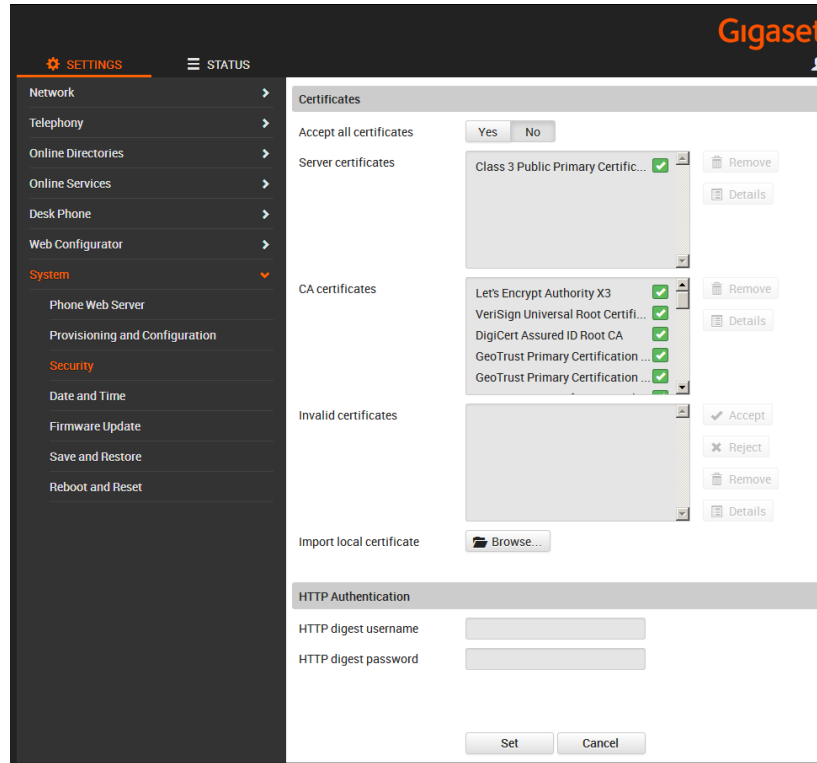 Gigaset
SETTINGS
STATUS
Network
Telephony
Online Directories
Online Services
Desk Phone
Web Configurator
System
Phone Web Server
Provisioning and Configuration
Security
Date and Time
Firmware Update
Save and Restore
Reboot and Reset
Certificates
Accept all certificates Yes No
Server certificates
Class 3 Public Primary Certific...
Remove
Details
CA certificates
Let's Encrypt Authority X3
VeriSign Universal Root Certifi...
DigiCert Assured ID Root CA
GeoTrust Primary Certification ...
GeoTrust Primary Certification ...
Remove
Details
Invalid certificates
Accept
Reject
Remove
Details
Import local certificate Browse...
HTTP Authentication
HTTP digest username
HTTP digest password
Set Cancel